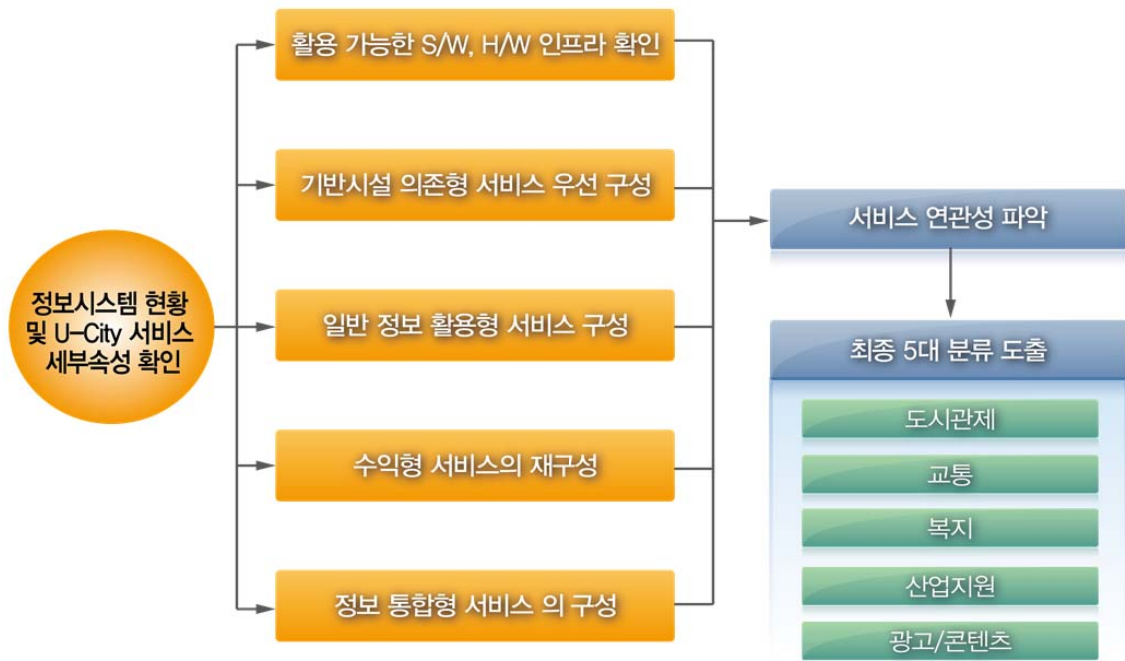 정보시스템 현황
및 U-City 서비스
세부속성 확인
활용 가능한 S/W, H/W 인프라 확인
기반시설 의존형 서비스 우선 구성
일반 정보 활용형 서비스 구성
수익형 서비스의 재구성
정보 통합형 서비스 의 구성
서비스 연관성 파악
최종 5대 분류 도출
도시관제
교통
복지
산업지원
광고/콘텐츠